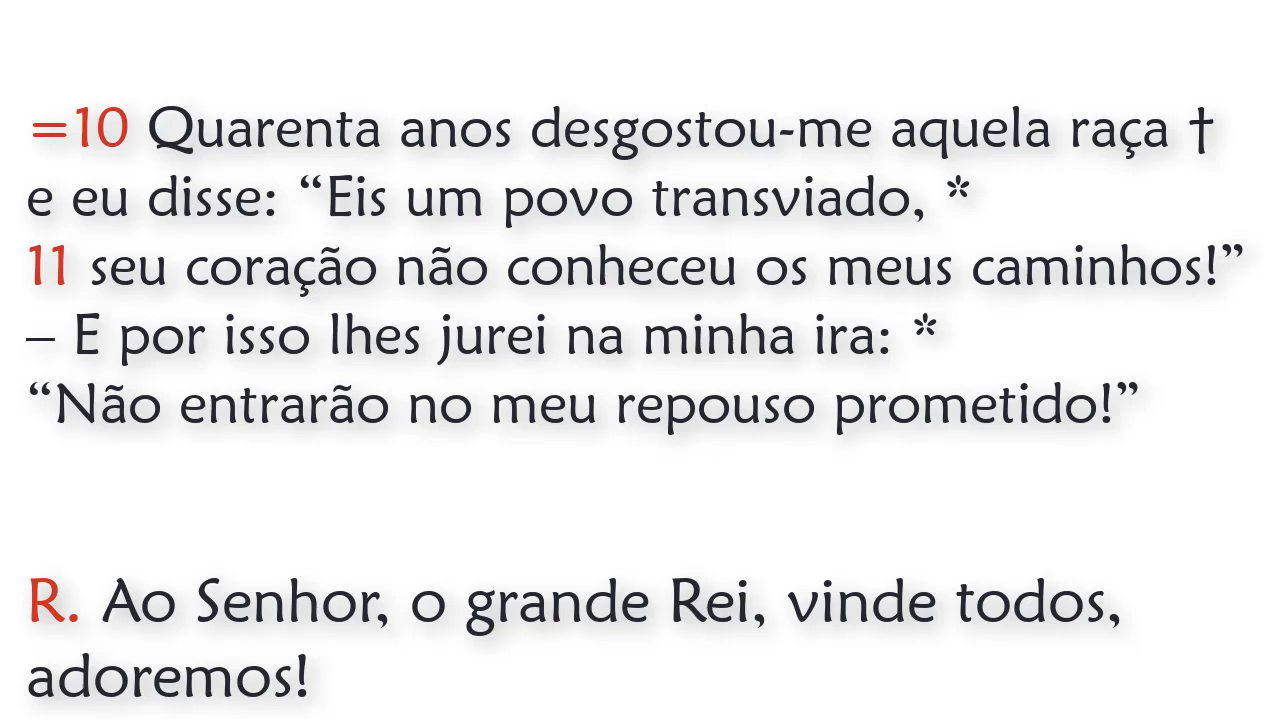 =10 Quarenta anos desgostou-me aquela raça †
e eu disse: “Eis um povo transviado, *
11 seu coração não conheceu os meus caminhos!”
– E por isso lhes jurei na minha ira: *
“Não entrarão no meu repouso prometido!”
R. Ao Senhor, o grande Rei, vinde todos,
adoremos!